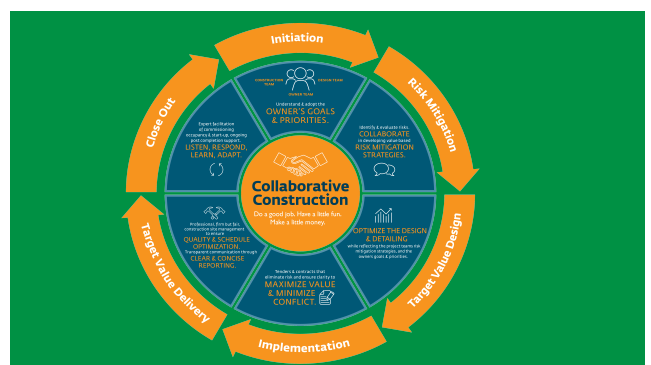 Initiation
Risk Mitigation
Target Value Design
Implementation
Target Value Delivery
Close Out
CONSTRUCTION
TEAM
DESIGN TEAM
OWNER TEAM
Understand & adopt the
OWNER'S GOALS
& PRIORITIES.
Identify & evaluate risks.
COLLABORATE
in developing value-based
RISK MITIGATION
STRATEGIES.
OPTIMIZE THE DESIGN
& DETAILING
while reflecting the project teams risk
mitigation strategies, and the
owners goals & priorities.
Tenders & contracts that
eliminate risk and ensure clarity to
MAXIMIZE VALUE
& MINIMIZE
CONFLICT.
Professional, firm but fair,
construction site management
to ensure
QUALITY & SCHEDULE
OPTIMIZATION.
Transparent communication through
CLEAR & CONCISE
REPORTING.
Expert facilitation
of commissioning
occupancy & start-up, ongoing
post completion support.
LISTEN, RESPOND,
LEARN, ADAPT.
Collaborative
Construction
Do a good job. Have a little fun.
Make a little money.